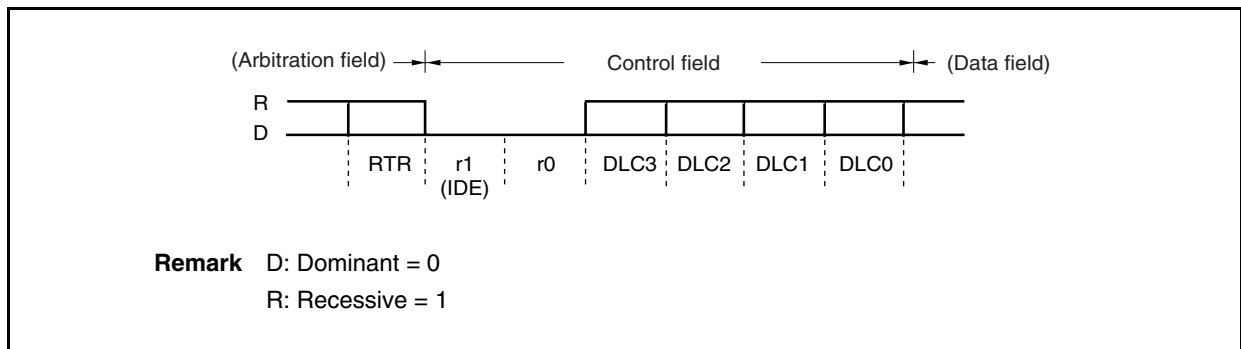 (Arbitration field) Control field (Data field)
R
D
RTR r1 r0 DLC3 DLC2 DLC1 DLC0
(IDE)
Remark D: Dominant = 0
R: Recessive = 1